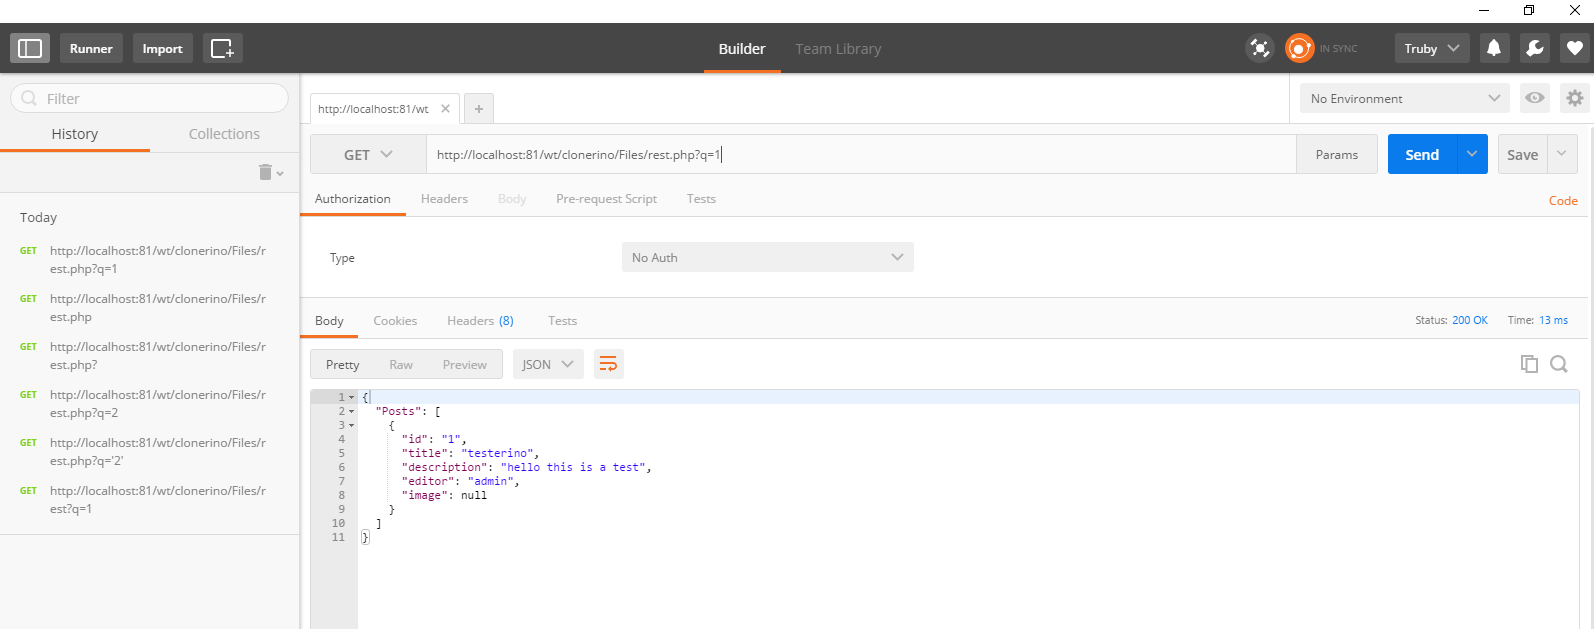 Runner
Import
Builder
Team Library
IN SYNC
Truby
Filter
History
Collections
Today
GET http://localhost:81/wt/clonerino/Files/r
est.php?q=1
GET http://localhost:81/wt/clonerino/Files/r
est.php
GET http://localhost:81/wt/clonerino/Files/r
est.php?
GET http://localhost:81/wt/clonerino/Files/r
est.php?q=2
GET http://localhost:81/wt/clonerino/Files/r
est.php?q='2'
GET http://localhost:81/wt/clonerino/Files/r
est?q=1
http://localhost:81/wt
No Environment
GET
http://localhost:81/wt/clonerino/Files/rest.php?q=1
Params
Send
Save
Authorization
Headers
Body
Pre-request Script
Tests
Code
Type
No Auth
Body
Cookies
Headers (8)
Tests
Status: 200 OK
Time: 13 ms
Pretty
Raw
Preview
JSON
1 {
2 "Posts": [
3 {
4 "id": "1",
5 "title": "testerino",
6 "description": "hello this is a test",
7 "editor": "admin",
8 "image": null
9 }
10 ]
11 }